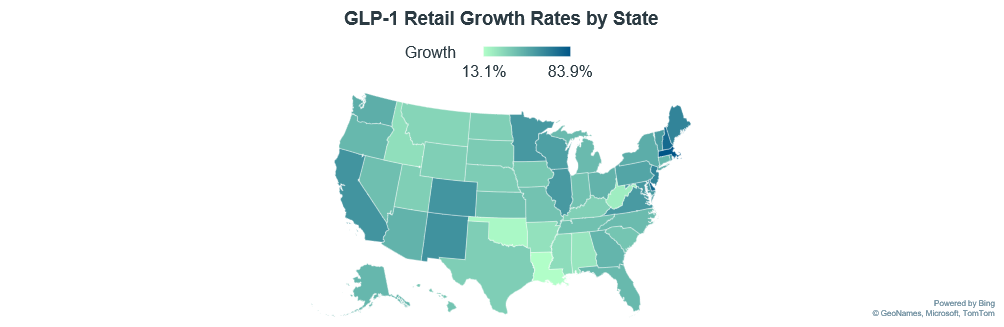 GLP-1 Retail Growth Rates by State
Growth
13.1% 83.9%
Powered by Bing
© GeoNames, Microsoft, TomTom